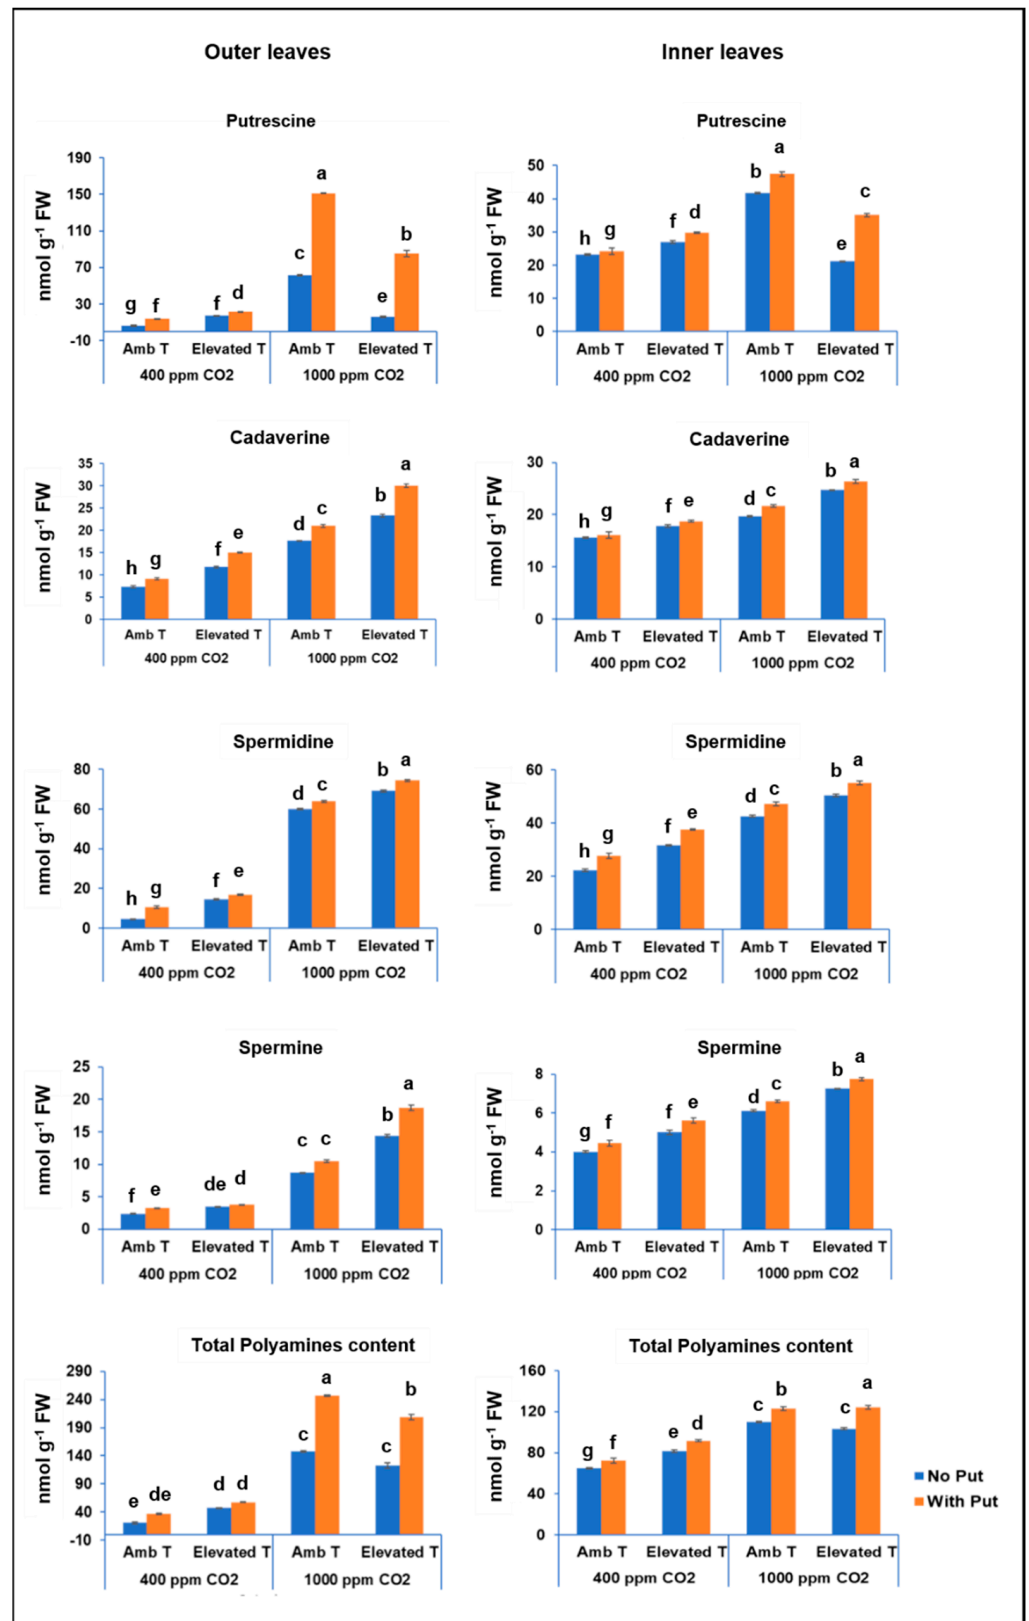 Outer leaves
Inner leaves
Putrescine
nmol g-1 FW
190
150
110
70
30
-10
g f f d c a e b
Amb T Elevated T Amb T Elevated T
400 ppm CO2 1000 ppm CO2
Putrescine
nmol g-1 FW
50
40
30
20
10
0
h g f d b a e c
Amb T Elevated T Amb T Elevated T
400 ppm CO2 1000 ppm CO2
Cadaverine
nmol g-1 FW
35
30
25
20
15
10
5
0
h g f e d c b a
Amb T Elevated T Amb T Elevated T
400 ppm CO2 1000 ppm CO2
Cadaverine
nmol g-1 FW
30
20
10
0
h g f e d c b a
Amb T Elevated T Amb T Elevated T
400 ppm CO2 1000 ppm CO2
Spermidine
nmol g-1 FW
80
60
40
20
0
h g f e d c b a
Amb T Elevated T Amb T Elevated T
400 ppm CO2 1000 ppm CO2
Spermidine
nmol g-1 FW
60
40
20
0
h g f e d c b a
Amb T Elevated T Amb T Elevated T
400 ppm CO2 1000 ppm CO2
Spermine
nmol g-1 FW
25
20
15
10
5
0
f e de d c c b a
Amb T Elevated T Amb T Elevated T
400 ppm CO2 1000 ppm CO2
Spermine
nmol g-1 FW
8
6
4
2
0
g f f e d c b a
Amb T Elevated T Amb T Elevated T
400 ppm CO2 1000 ppm CO2
Total Polyamines content
nmol g-1 FW
290
240
190
140
90
40
-10
e de d d c a c b
Amb T Elevated T Amb T Elevated T
400 ppm CO2 1000 ppm CO2
Total Polyamines content
nmol g-1 FW
160
120
80
40
0
g f e d c b c a
Amb T Elevated T Amb T Elevated T
400 ppm CO2 1000 ppm CO2
No Put
With Put